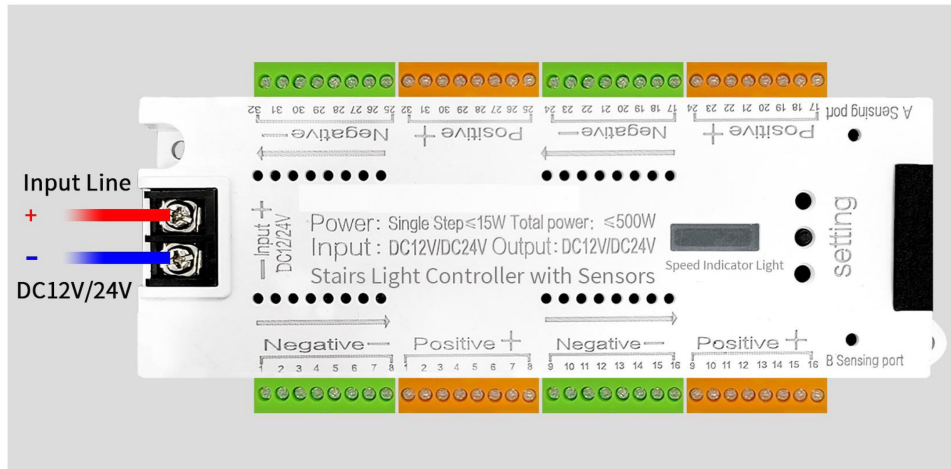 32 31 30 29 28 27 26 25
Negative −
32 31 30 29 28 27 26 25
Positive +
24 23 22 21 20 19 18 17
Negative −
24 23 22 21 20 19 18 17
Positive +
A Sensing port
Input Line
+
-
DC12V/24V
− Input +
DC12/24V
Power: Single Step≤15W Total power: ≤500W
Input : DC12V/DC24V Output : DC12V/DC24V
Stairs Light Controller with Sensors
Speed Indicator Light
setting
Negative −
1 2 3 4 5 6 7 8
Positive +
1 2 3 4 5 6 7 8
Negative −
9 10 11 12 13 14 15 16
Positive +
9 10 11 12 13 14 15 16
B Sensing port